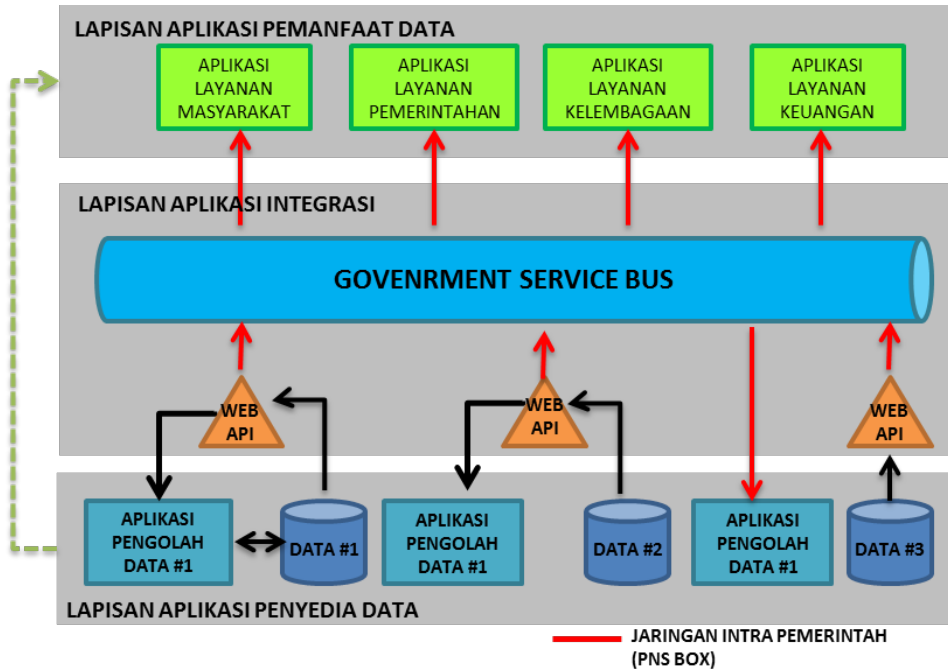 LAPISAN APLIKASI PEMANFAAT DATA
APLIKASI
LAYANAN
MASYARAKAT
APLIKASI
LAYANAN
PEMERINTAHAN
APLIKASI
LAYANAN
KELEMBAGAAN
APLIKASI
LAYANAN
KEUANGAN
LAPISAN APLIKASI INTEGRASI
GOVENRMENT SERVICE BUS
WEB
API
WEB
API
WEB
API
APLIKASI
PENGOLAH
DATA #1
DATA #1
APLIKASI
PENGOLAH
DATA #1
DATA #2
APLIKASI
PENGOLAH
DATA #1
DATA #3
LAPISAN APLIKASI PENYEDIA DATA
JARINGAN INTRA PEMERINTAH
(PNS BOX)